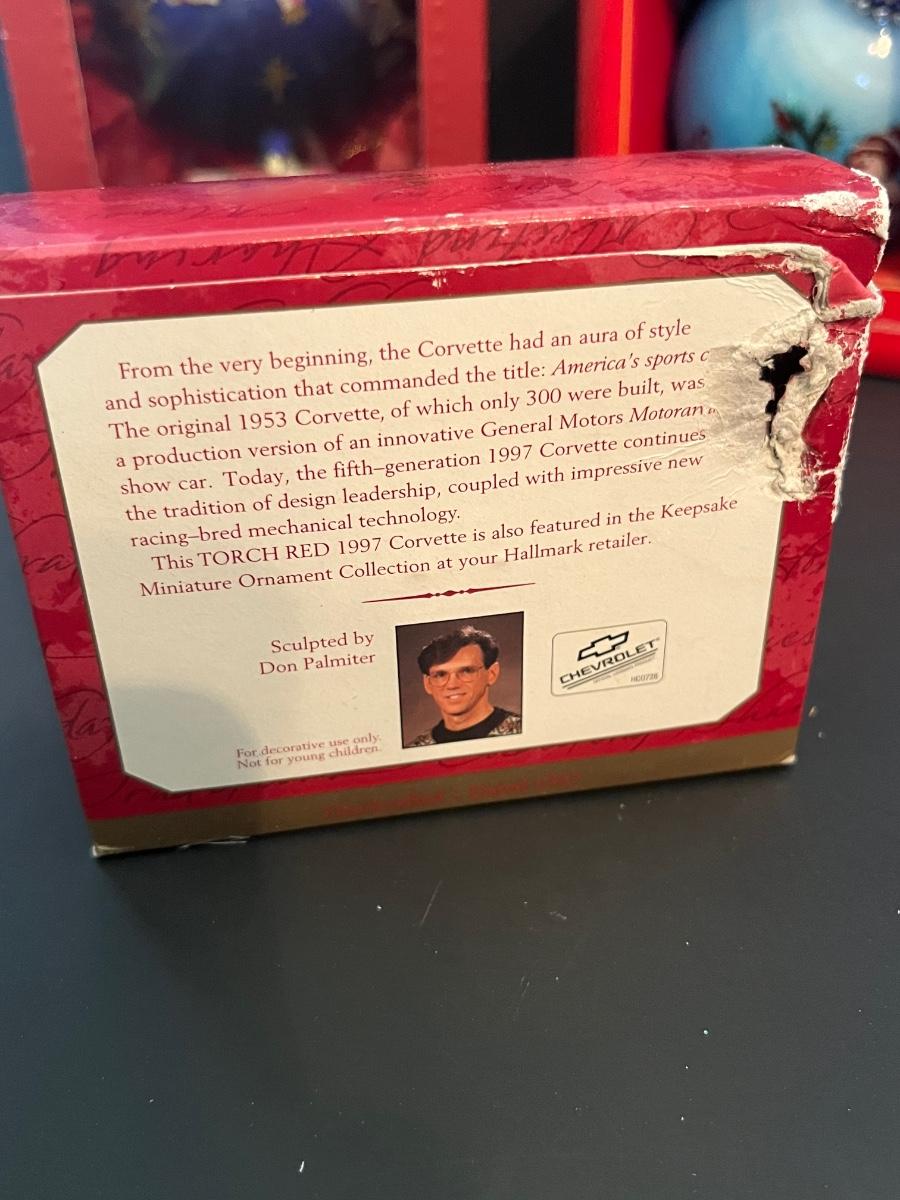 From the very beginning, the Corvette had an aura of style
and sophistication that commanded the title: America's sports c
The original 1953 Corvette, of which only 300 were built, was
a production version of an innovative General Motors Motoram
show car. Today, the fifth–generation 1997 Corvette continues
the tradition of design leadership, coupled with impressive new
racing–bred mechanical technology.
This TORCH RED 1997 Corvette is also featured in the Keepsake
Miniature Ornament Collection at your Hallmark retailer.
Sculpted by
Don Palmiter
CHEVROLET
HC0728
For decorative use only.
Not for young children.